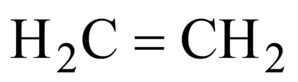 H₂C = CH₂